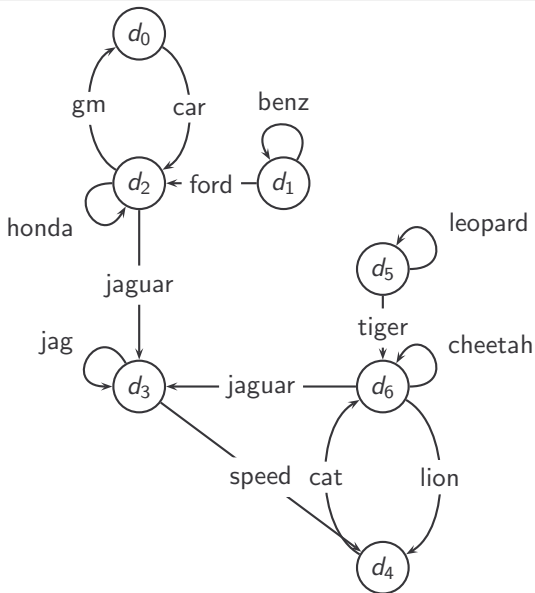 d0
gm
car
benz
d2
ford
d1
honda
leopard
d5
jaguar
tiger
jag
cheetah
d3
jaguar
d6
speed
cat
lion
d4